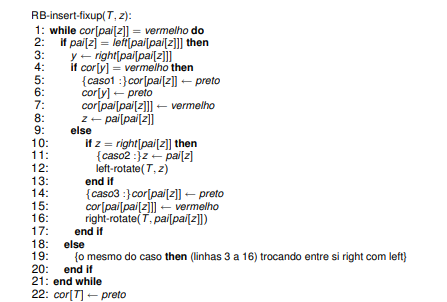 RB-insert-fixup(T, z):
1: while cor[pai[z]] = vermelho do
2: if pai[z] = left[pai[pai[z]]] then
3: y ← right[pai[pai[z]]]
4: if cor[y] = vermelho then
5: {caso1 :}cor[pai[z]] ← preto
6: cor[y] ← preto
7: cor[pai[pai[z]]] ← vermelho
8: z ← pai[pai[z]]
9: else
10: if z = right[pai[z]] then
11: {caso2 :}z ← pai[z]
12: left-rotate(T, z)
13: end if
14: {caso3 :}cor[pai[z]] ← preto
15: cor[pai[pai[z]]] ← vermelho
16: right-rotate(T, pai[pai[z]])
17: end if
18: else
19: {o mesmo do caso then (linhas 3 a 16) trocando entre si right com left}
20: end if
21: end while
22: cor[T] ← preto